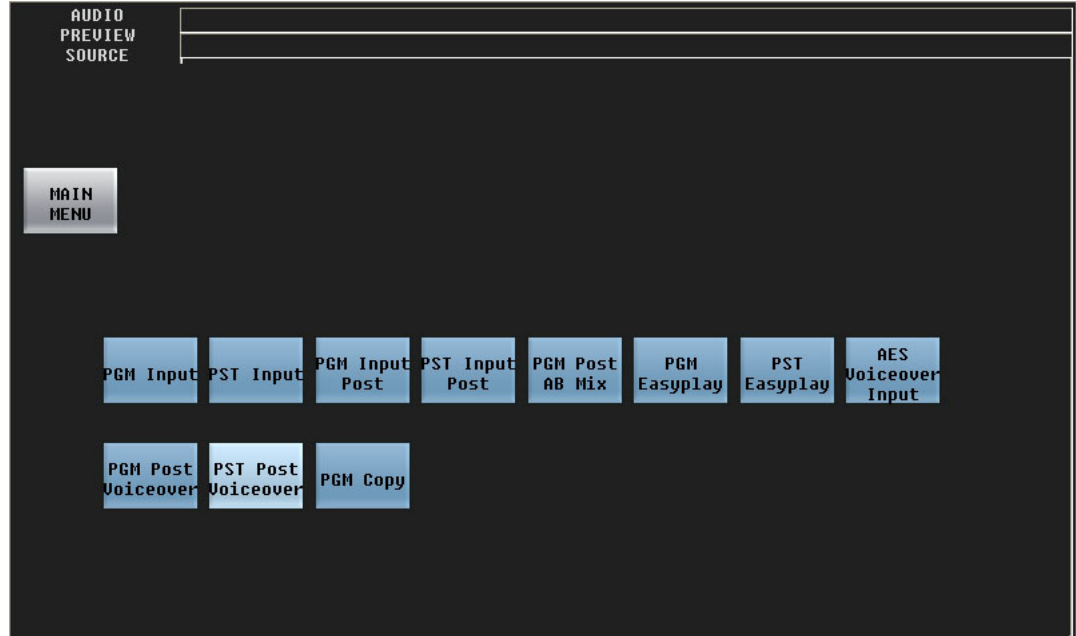 AUDIO
PREVIEW
SOURCE
MAIN
MENU
PGM Input
PST Input
PGM Input
Post
PST Input
Post
PGM Post
AB Mix
PGM
Easyplay
PST
Easyplay
AES
Voiceover
Input
PGM Post
Voiceover
PST Post
Voiceover
PGM Copy